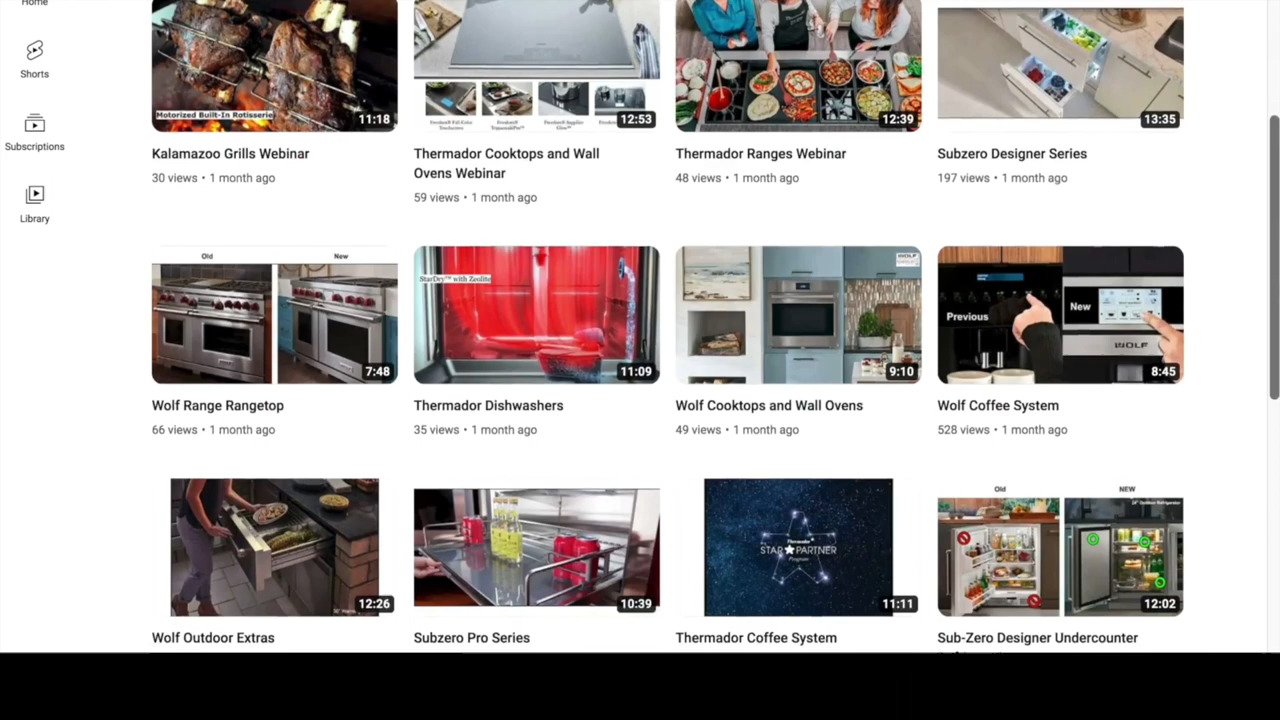 Home
Shorts
Subscriptions
Library
Motorized Built-In Rotisserie
11:18
12:53
12:39
13:35
Kalamazoo Grills Webinar
30 views • 1 month ago
Thermador Cooktops and Wall
Ovens Webinar
59 views • 1 month ago
Thermador Ranges Webinar
48 views • 1 month ago
Subzero Designer Series
197 views • 1 month ago
Old
New
7:48
StarDry™ with Zeolite
11:09
WOLF
9:10
Previous
New
WOLF
8:45
Wolf Range Rangetop
66 views • 1 month ago
Thermador Dishwashers
35 views • 1 month ago
Wolf Cooktops and Wall Ovens
49 views • 1 month ago
Wolf Coffee System
528 views • 1 month ago
12:26
10:39
Thermador
STAR PARTNER
Program
11:11
Old
NEW
12:02
Wolf Outdoor Extras
Subzero Pro Series
Thermador Coffee System
Sub-Zero Designer Undercounter